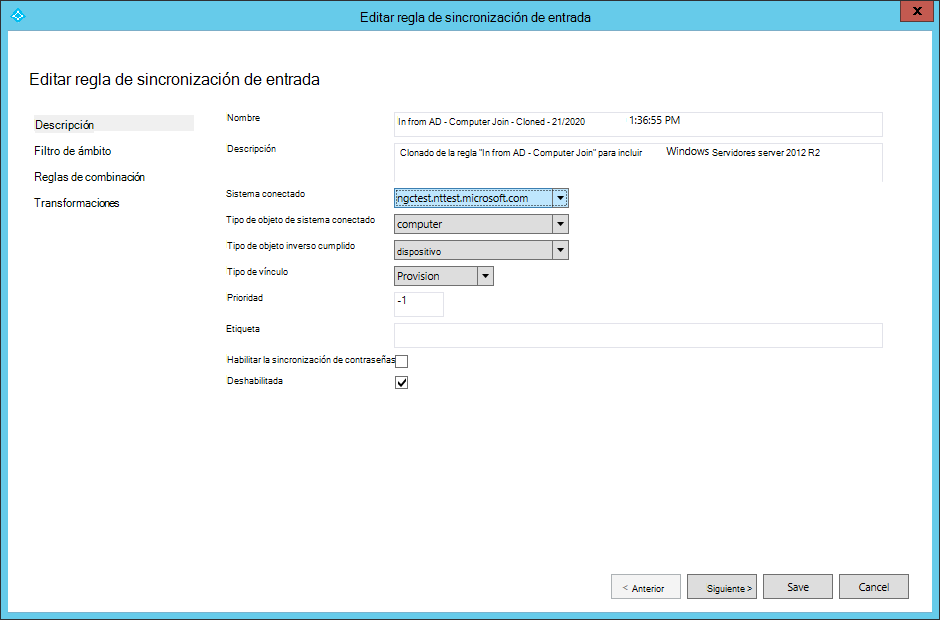 Editar regla de sincronización de entrada
X
Editar regla de sincronización de entrada
Descripción
Filtro de ámbito
Reglas de combinación
Transformaciones
Nombre In from AD - Computer Join - Cloned - 21/2020 1:36:55 PM
Descripción Clonado de la regla "In from AD - Computer Join" para incluir Windows Servidores server 2012 R2
Sistema conectado ngctest.nttest.microsoft.com
Tipo de objeto de sistema conectado computer
Tipo de objeto inverso cumplido dispositivo
Tipo de vínculo Provision
Prioridad -1
Etiqueta
Habilitar la sincronización de contraseñas
Deshabilitada
< Anterior Siguiente > Save Cancel